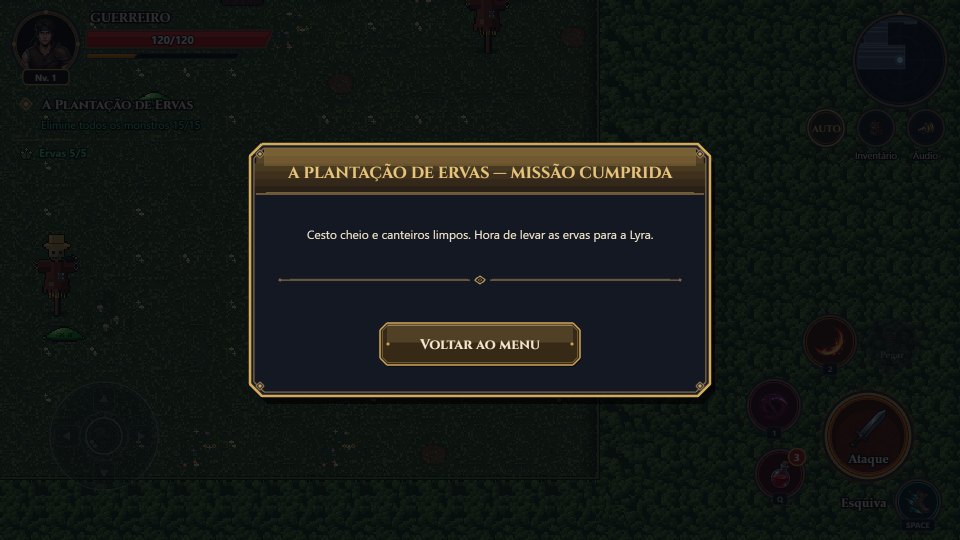 GUERREIRO
120/120
Nv. 1
A Plantação de Ervas
Elimine todos os monstros 15/15
Ervas 5/5
AUTO
Inventário
Áudio
A PLANTAÇÃO DE ERVAS — MISSÃO CUMPRIDA
Cesto cheio e canteiros limpos. Hora de levar as ervas para a Lyra.
Voltar ao menu
2
Pegar
1
3
Ataque
Q
Esquiva
SPACE